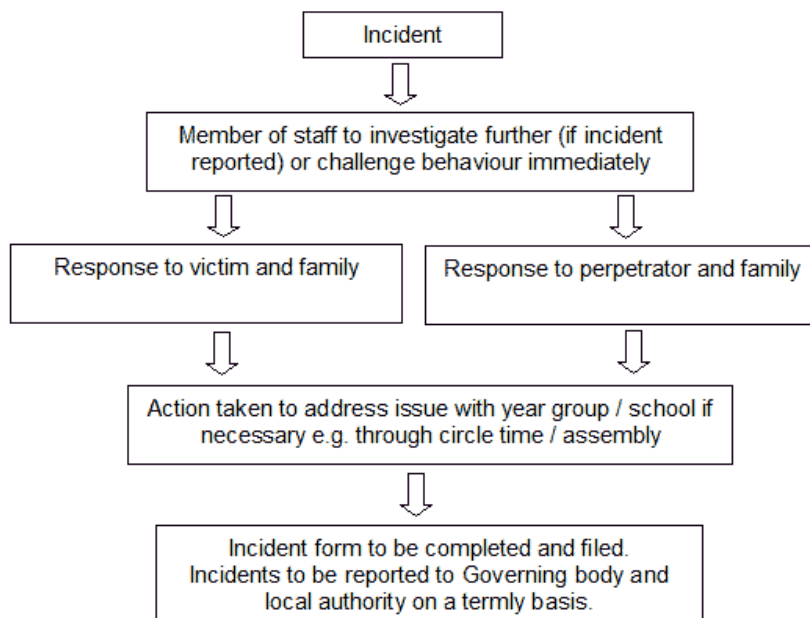 Incident
Member of staff to investigate further (if incident
reported) or challenge behaviour immediately
Response to victim and family
Response to perpetrator and family
Action taken to address issue with year group / school if
necessary e.g. through circle time / assembly
Incident form to be completed and filed.
Incidents to be reported to Governing body and
local authority on a termly basis.